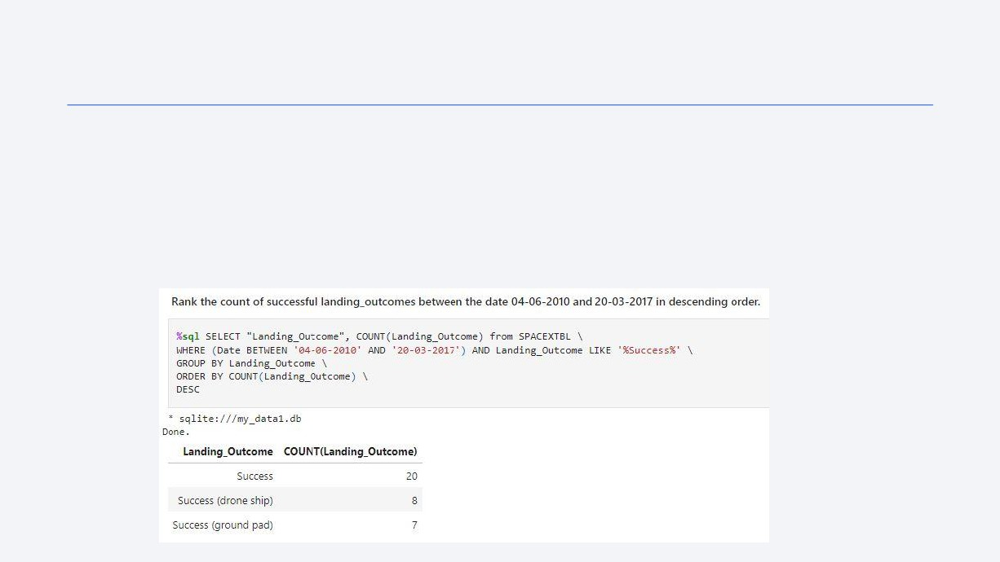 Rank the count of successful landing_outcomes between the date 04-06-2010 and 20-03-2017 in descending order.
%sql SELECT "Landing_Outcome", COUNT(Landing_Outcome) from SPACEXTBL \
WHERE (Date BETWEEN '04-06-2010' AND '20-03-2017') AND Landing_Outcome LIKE '%Success%' \
GROUP BY Landing_Outcome \
ORDER BY COUNT(Landing_Outcome) \
DESC
* sqlite:///my_data1.db
Done.
Landing_Outcome COUNT(Landing_Outcome)
Success 20
Success (drone ship) 8
Success (ground pad) 7